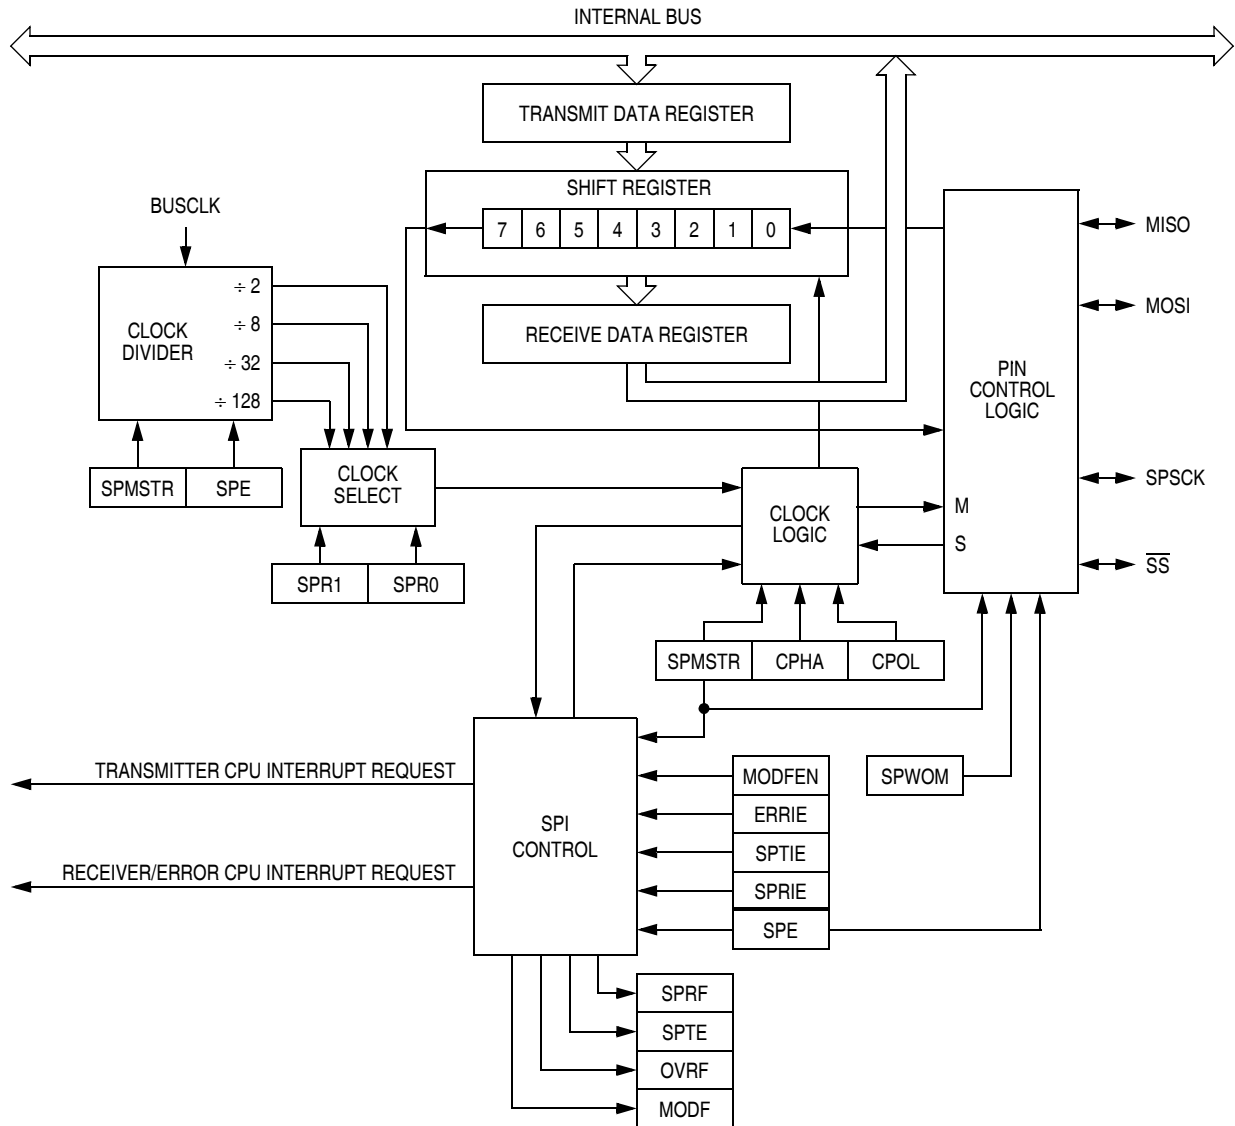 INTERNAL BUS
TRANSMIT DATA REGISTER
SHIFT REGISTER
7 6 5 4 3 2 1 0
RECEIVE DATA REGISTER
BUSCLK
CLOCK
DIVIDER
÷ 2
÷ 8
÷ 32
÷ 128
SPMSTR SPE
CLOCK
SELECT
SPR1 SPR0
PIN
CONTROL
LOGIC
M
S
MISO
MOSI
SPSCK
S̅S̅
CLOCK
LOGIC
SPMSTR CPHA CPOL
TRANSMITTER CPU INTERRUPT REQUEST
RECEIVER/ERROR CPU INTERRUPT REQUEST
SPI
CONTROL
MODFEN
ERRIE
SPTIE
SPRIE
SPE
SPWOM
SPRF
SPTE
OVRF
MODF